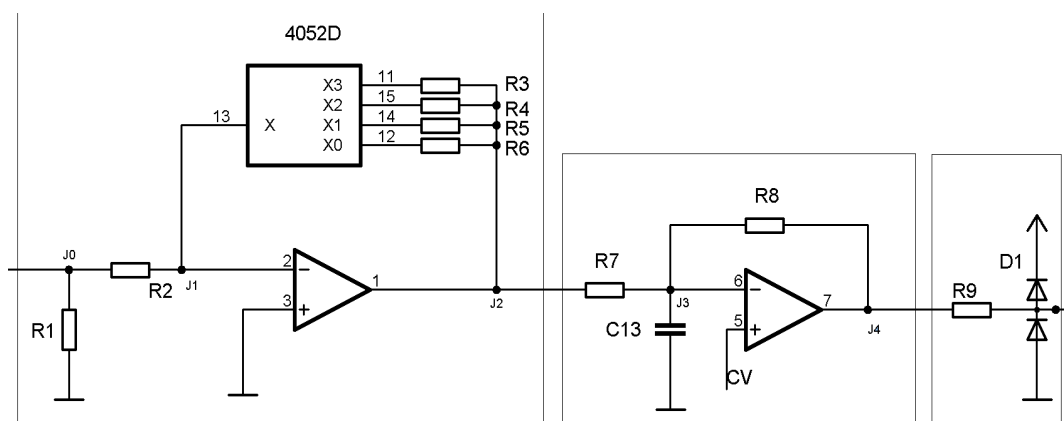 4052D
X3 11 R3
X2 15 R4
13 X X1 14 R5
X0 12 R6
R8
J0
R2
J1
2
1
3
J2
R7
6
7
D1
R9
J3
J4
R1
C13
5
CV